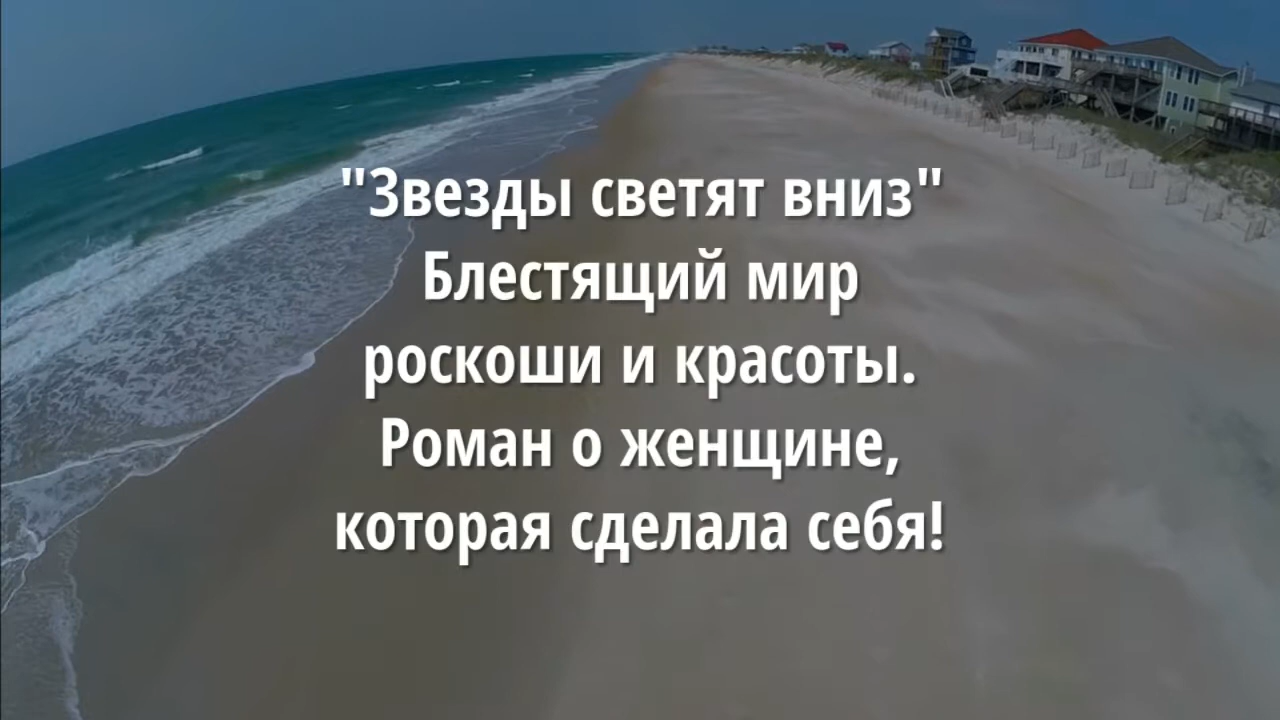 "Звезды светят вниз"
Блестящий мир
роскоши и красоты.
Роман о женщине,
которая сделала себя!